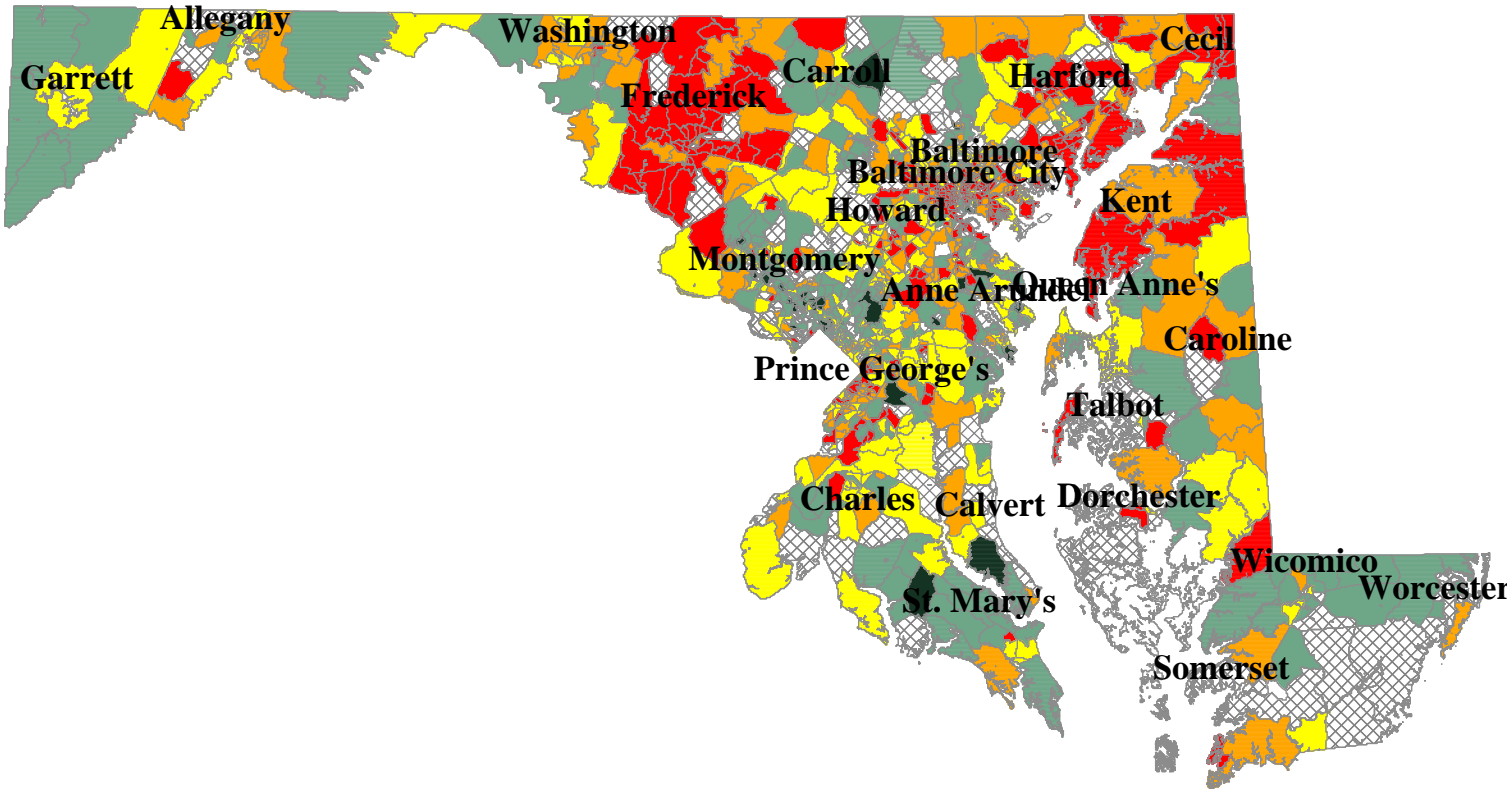 Allegany
Washington
Cecil
Garrett
Carroll
Harford
Frederick
Baltimore
Baltimore City
Kent
Howard
Montgomery
Anne Arundel
Queen Anne's
Caroline
Prince George's
Talbot
Charles
Calvert
Dorchester
Wicomico
Worcester
St. Mary's
Somerset